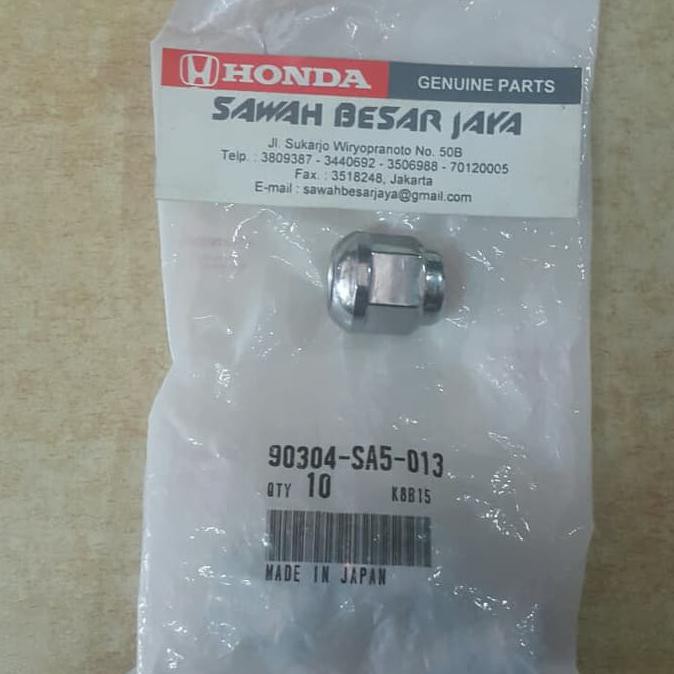 HONDA GENUINE PARTS
SAWAH BESAR JAYA
Jl. Sukarjo Wiryopranoto No. 50B
Telp. : 3809387 - 3440692 - 3506988 - 70120005
Fax. : 3518248, Jakarta
E-mail : sawahbesarjaya@gmail.com
90304-SA5-013
QTY 10 K8B15
MADE IN JAPAN